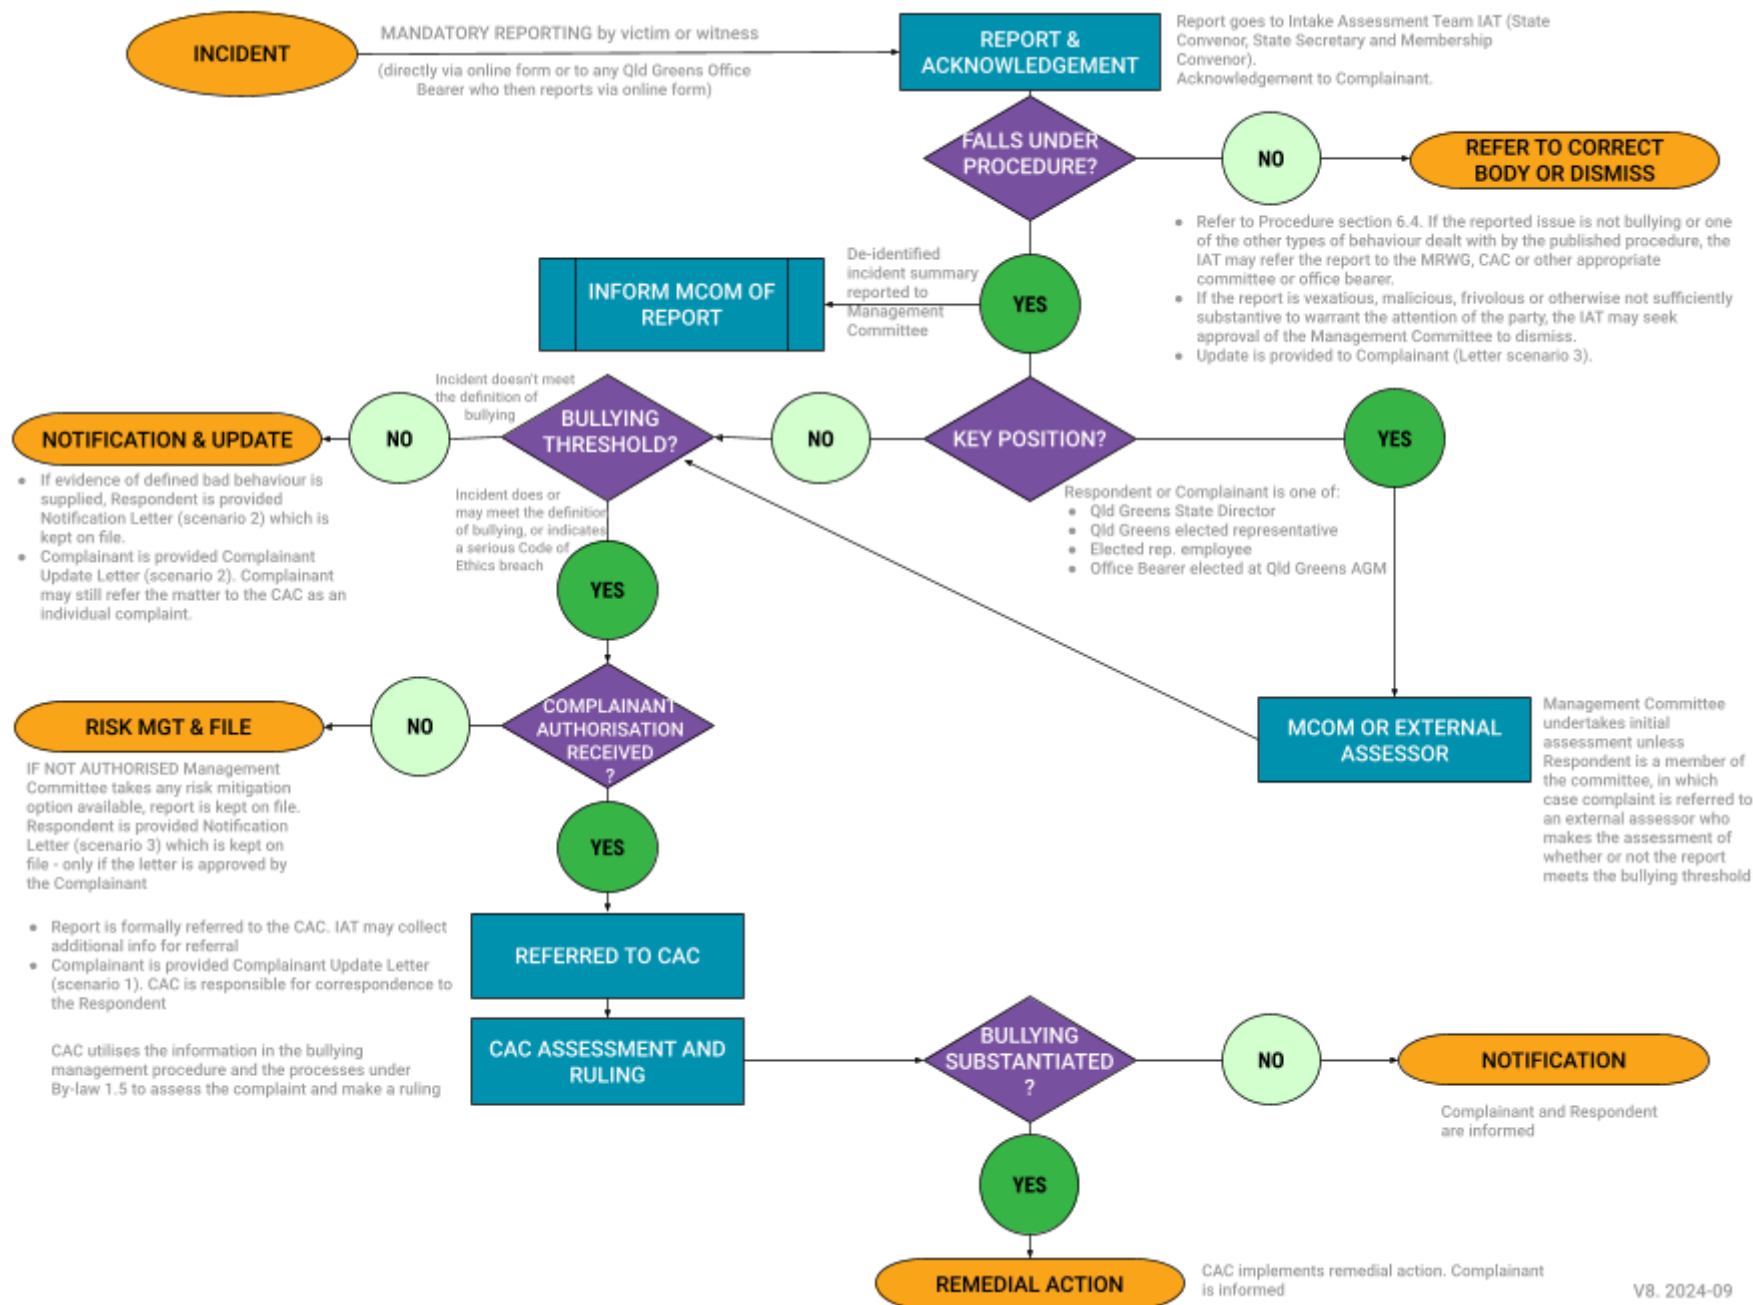 INCIDENT
MANDATORY REPORTING by victim or witness
(directly via online form or to any Qld Greens Office
Bearer who then reports via online form)
REPORT &
ACKNOWLEDGEMENT
Report goes to Intake Assessment Team IAT (State
Convenor, State Secretary and Membership
Convenor).
Acknowledgement to Complainant.
FALLS UNDER
PROCEDURE?
NO
REFER TO CORRECT
BODY OR DISMISS
● Refer to Procedure section 6.4. If the reported issue is not bullying or one
of the other types of behaviour dealt with by the published procedure, the
IAT may refer the report to the MRWG, CAC or other appropriate
committee or office bearer.
● If the report is vexatious, malicious, frivolous or otherwise not sufficiently
substantive to warrant the attention of the party, the IAT may seek
approval of the Management Committee to dismiss.
● Update is provided to Complainant (Letter scenario 3).
YES
De-identified
incident summary
reported to
Management
Committee
INFORM MCOM OF
REPORT
KEY POSITION?
NO
YES
Respondent or Complainant is one of:
● Qld Greens State Director
● Qld Greens elected representative
● Elected rep. employee
● Office Bearer elected at Qld Greens AGM
MCOM OR EXTERNAL
ASSESSOR
Management Committee
undertakes initial
assessment unless
Respondent is a member of
the committee, in which
case complaint is referred to
an external assessor who
makes the assessment of
whether or not the report
meets the bullying threshold
BULLYING
THRESHOLD?
Incident doesn't meet
the definition of
bullying
NO
NOTIFICATION & UPDATE
● If evidence of defined bad behaviour is
supplied, Respondent is provided
Notification Letter (scenario 2) which is
kept on file.
● Complainant is provided Complainant
Update Letter (scenario 2). Complainant
may still refer the matter to the CAC as an
individual complaint.
Incident does or
may meet the definition
of bullying, or indicates
a serious Code of
Ethics breach
YES
COMPLAINANT
AUTHORISATION
RECEIVED
?
NO
RISK MGT & FILE
IF NOT AUTHORISED Management
Committee takes any risk mitigation
option available, report is kept on file.
Respondent is provided Notification
Letter (scenario 3) which is kept on
file - only if the letter is approved by
the Complainant
YES
REFERRED TO CAC
● Report is formally referred to the CAC. IAT may collect
additional info for referral
● Complainant is provided Complainant Update Letter
(scenario 1). CAC is responsible for correspondence to
the Respondent
CAC ASSESSMENT AND
RULING
CAC utilises the information in the bullying
management procedure and the processes under
By-law 1.5 to assess the complaint and make a ruling
BULLYING
SUBSTANTIATED
?
NO
NOTIFICATION
Complainant and Respondent
are informed
YES
REMEDIAL ACTION
CAC implements remedial action. Complainant
is informed
V8. 2024-09